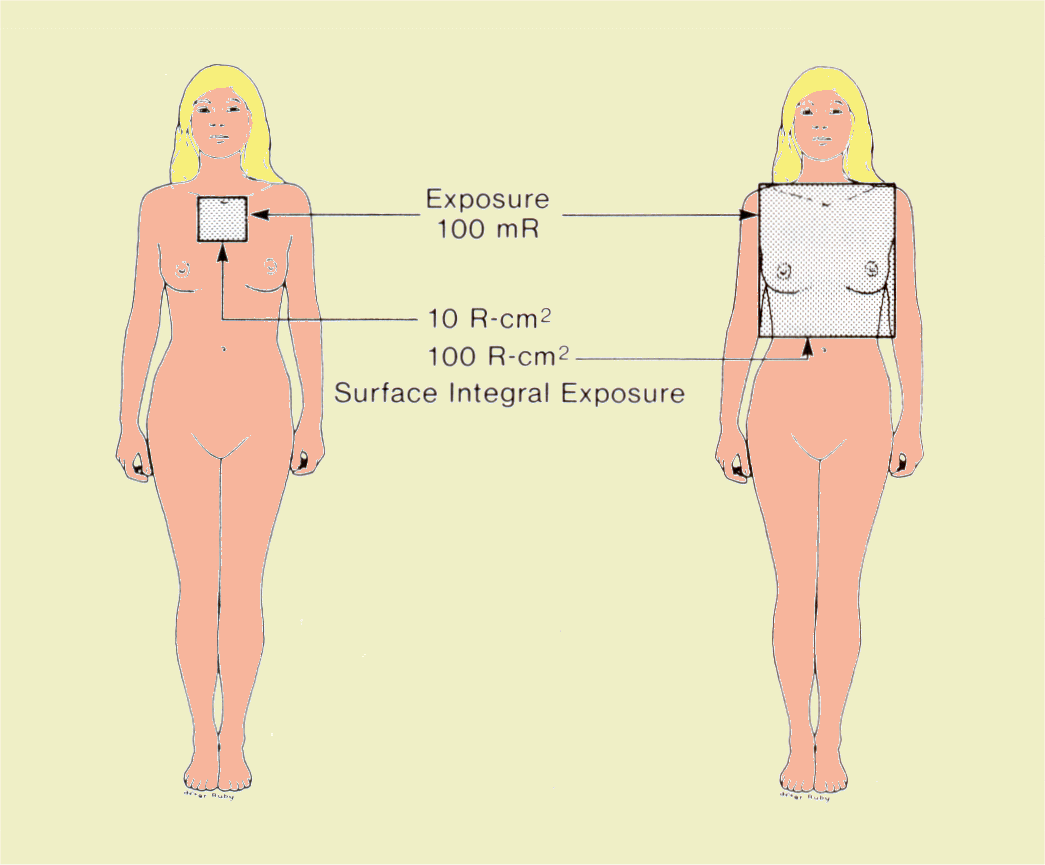 Exposure
100 mR
10 R-cm²
100 R-cm²
Surface Integral Exposure